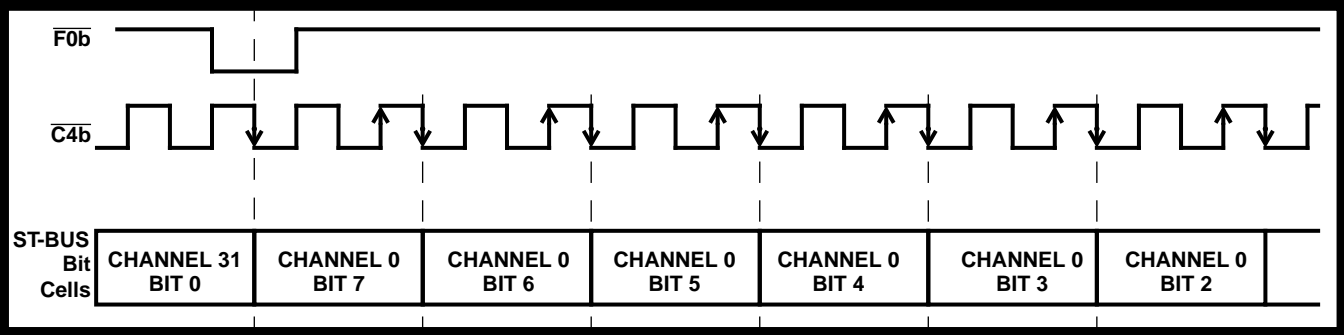 F0b
C4b
ST-BUS
Bit
Cells
CHANNEL 31
BIT 0
CHANNEL 0
BIT 7
CHANNEL 0
BIT 6
CHANNEL 0
BIT 5
CHANNEL 0
BIT 4
CHANNEL 0
BIT 3
CHANNEL 0
BIT 2